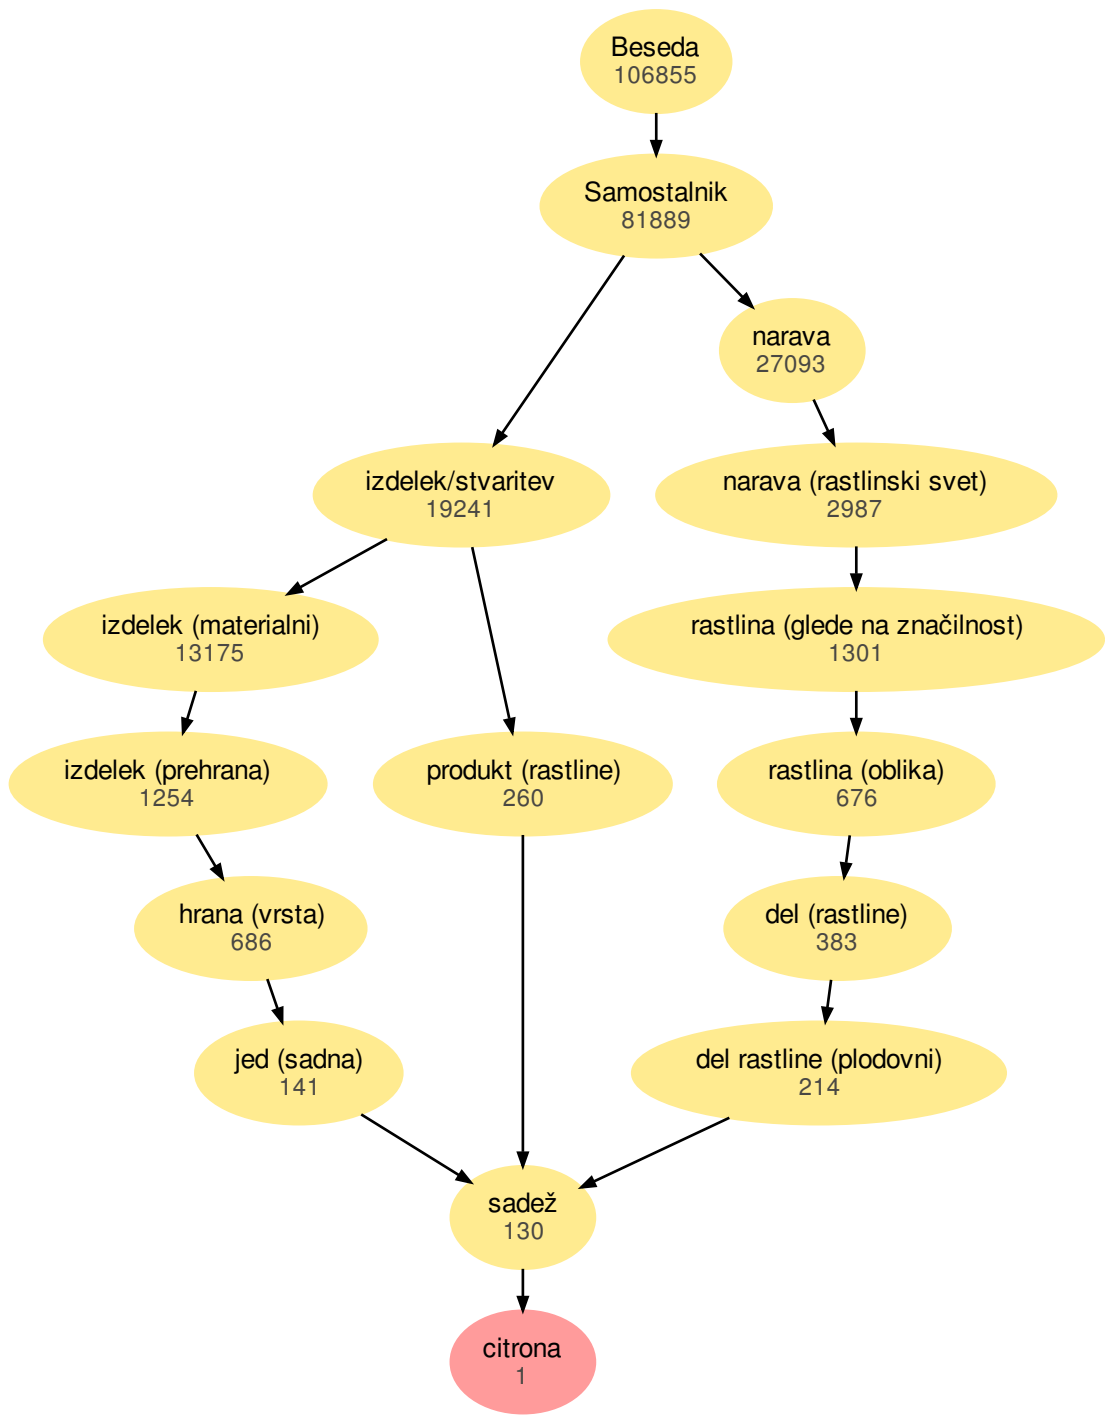 Beseda
106855
Samostalnik
81889
narava
27093
izdelek/stvaritev
19241
narava (rastlinski svet)
2987
izdelek (materialni)
13175
rastlina (glede na značilnost)
1301
izdelek (prehrana)
1254
produkt (rastline)
260
rastlina (oblika)
676
hrana (vrsta)
686
del (rastline)
383
jed (sadna)
141
del rastline (plodovni)
214
sadež
130
citrona
1